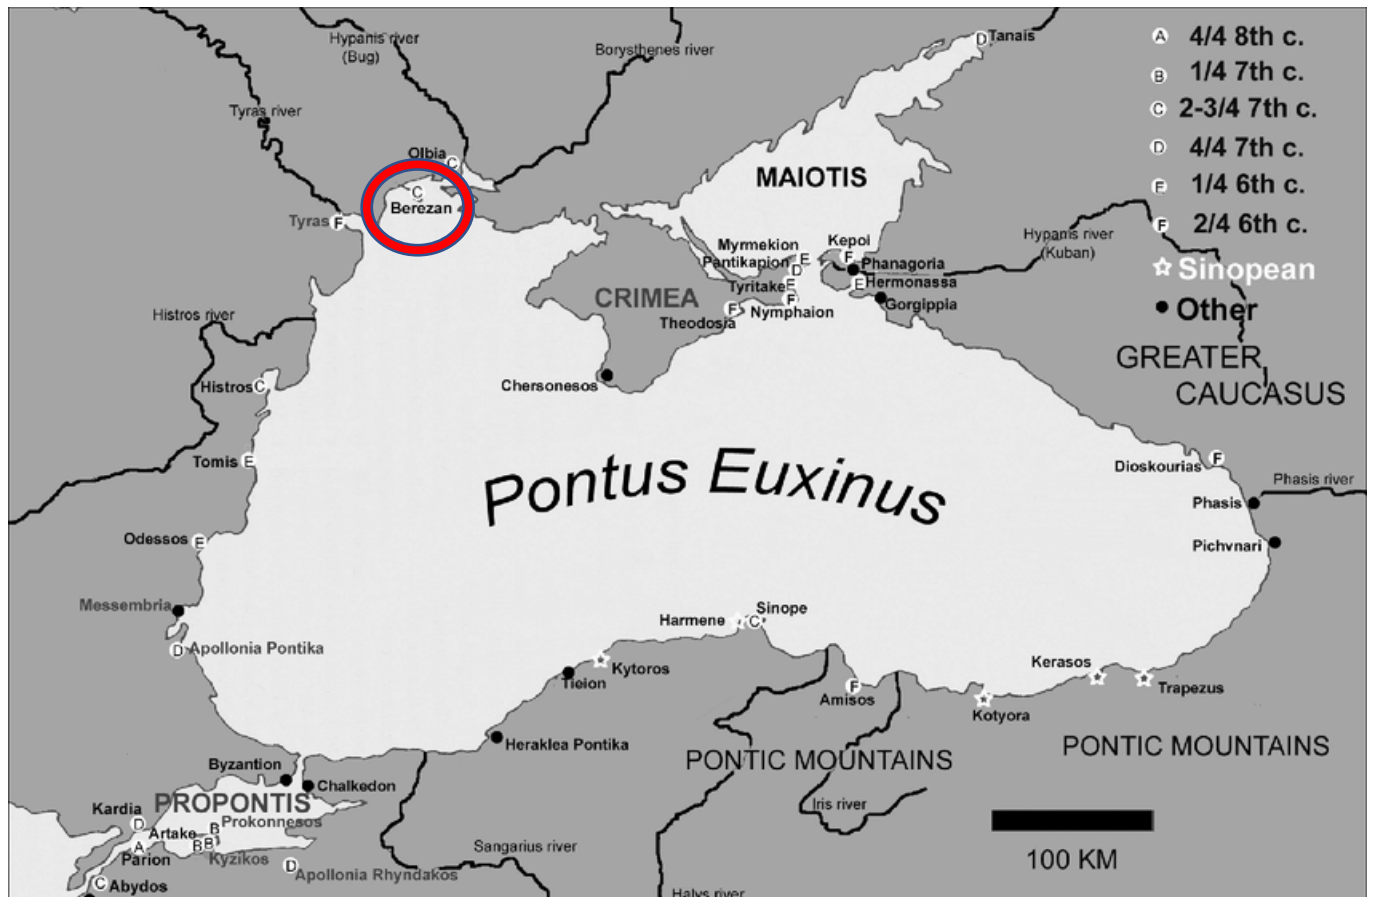 Hypanis river
(Bug)
Borysthenes river
D Tanais
Tyras river
Olbia C
C
Berezan
Tyras F
MAIOTIS
A 4/4 8th c.
B 1/4 7th c.
C 2-3/4 7th c.
D 4/4 7th c.
E 1/4 6th c.
F 2/4 6th c.
Sinopean
Other
Hypanis river
(Kuban)
GREATER
CAUCASUS
Myrmekion E
Pantikapion D
Tyritake E
F
Nymphaion
F
Theodosia
Kepoi
F
Phanagoria
E Hermonassa
Gorgippia
CRIMEA
Chersonesos
Histros river
Histros C
Tomis E
Odessos E
Messembria
D Apollonia Pontika
Pontus Euxinus
Dioskourias F
Phasis river
Phasis
Pichvnari
Harmene
C Sinope
Kytoros
Tieion
Heraklea Pontika
F
Amisos
Kerasos
Trapezus
Kotyora
PONTIC MOUNTAINS
PONTIC MOUNTAINS
Byzantion
Chalkedon
PROPONTIS
Kardia
D
B Prokonnesos
Artake
B B
Kyzikos
A
Parion
D
Apollonia Rhyndakos
C Abydos
Sangarius river
Iris river
Halys river
100 KM